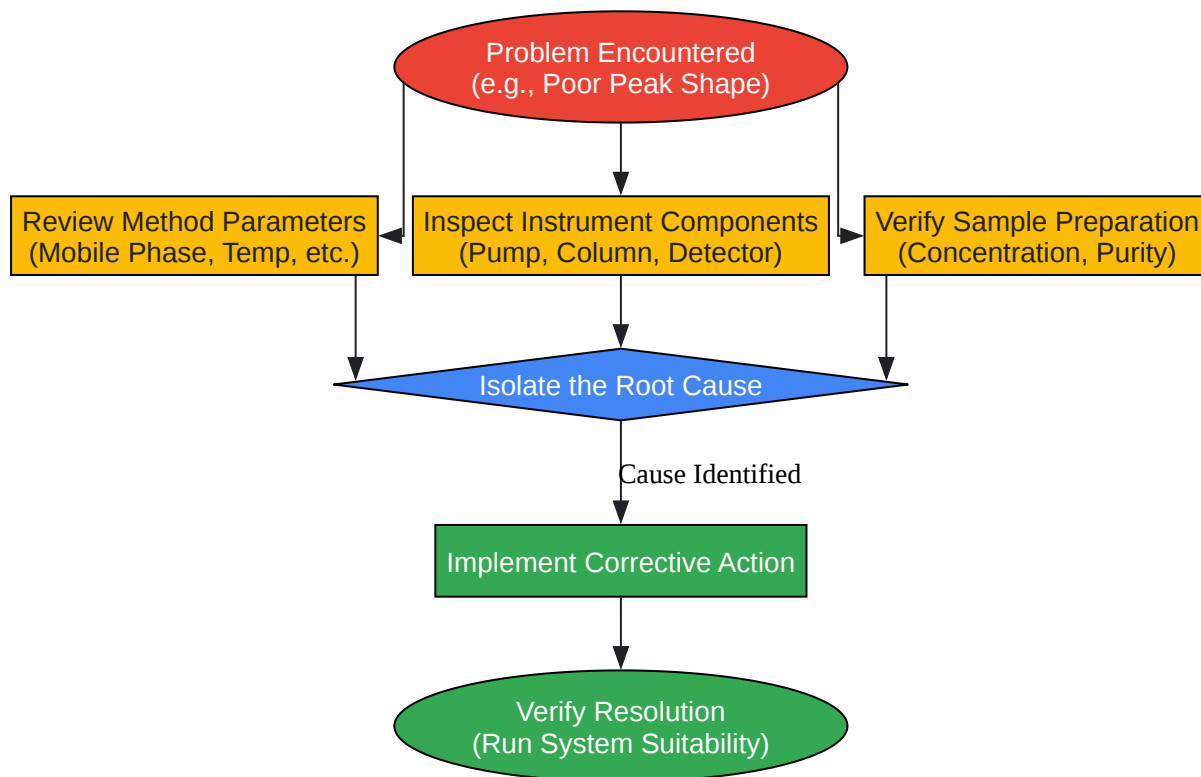 Problem Encountered
(e.g., Poor Peak Shape)
Review Method Parameters
(Mobile Phase, Temp, etc.)
Inspect Instrument Components
(Pump, Column, Detector)
Verify Sample Preparation
(Concentration, Purity)
Isolate the Root Cause
Cause Identified
Implement Corrective Action
Verify Resolution
(Run System Suitability)